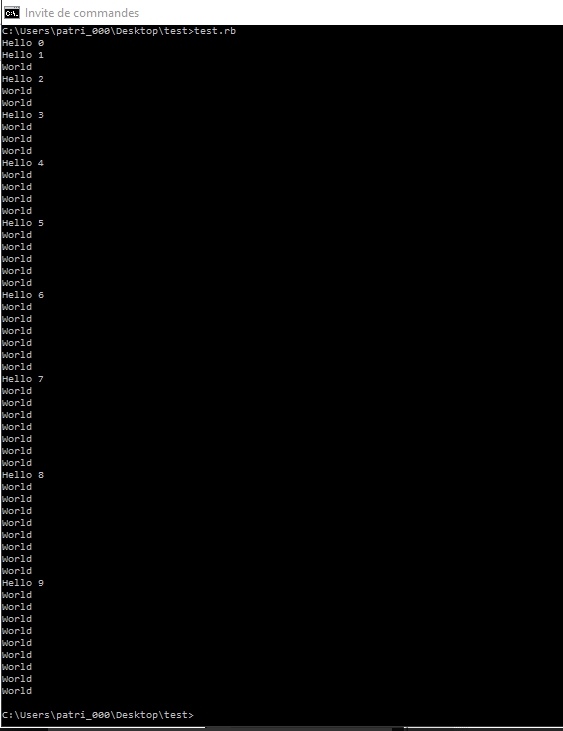 Invite de commandes
C:\Users\patri_000\Desktop\test>test.rb
Hello 0
Hello 1
World
Hello 2
World
World
Hello 3
World
World
World
Hello 4
World
World
World
World
Hello 5
World
World
World
World
World
Hello 6
World
World
World
World
World
World
Hello 7
World
World
World
World
World
World
World
Hello 8
World
World
World
World
World
World
World
World
Hello 9
World
World
World
World
World
World
World
World
World
C:\Users\patri_000\Desktop\test>